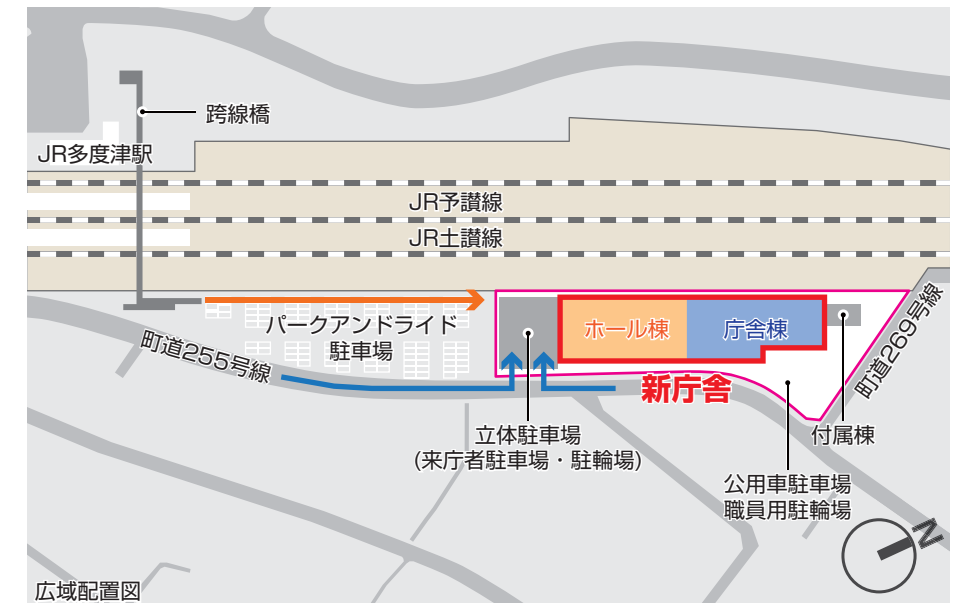 跨線橋
JR多度津駅
JR予讃線
JR土讃線
パークアンドライド
駐車場
町道255号線
ホール棟
庁舎棟
町道269号線
新庁舎
立体駐車場
(来庁者駐車場・駐輪場)
付属棟
公用車駐車場
職員用駐輪場
N
広域配置図